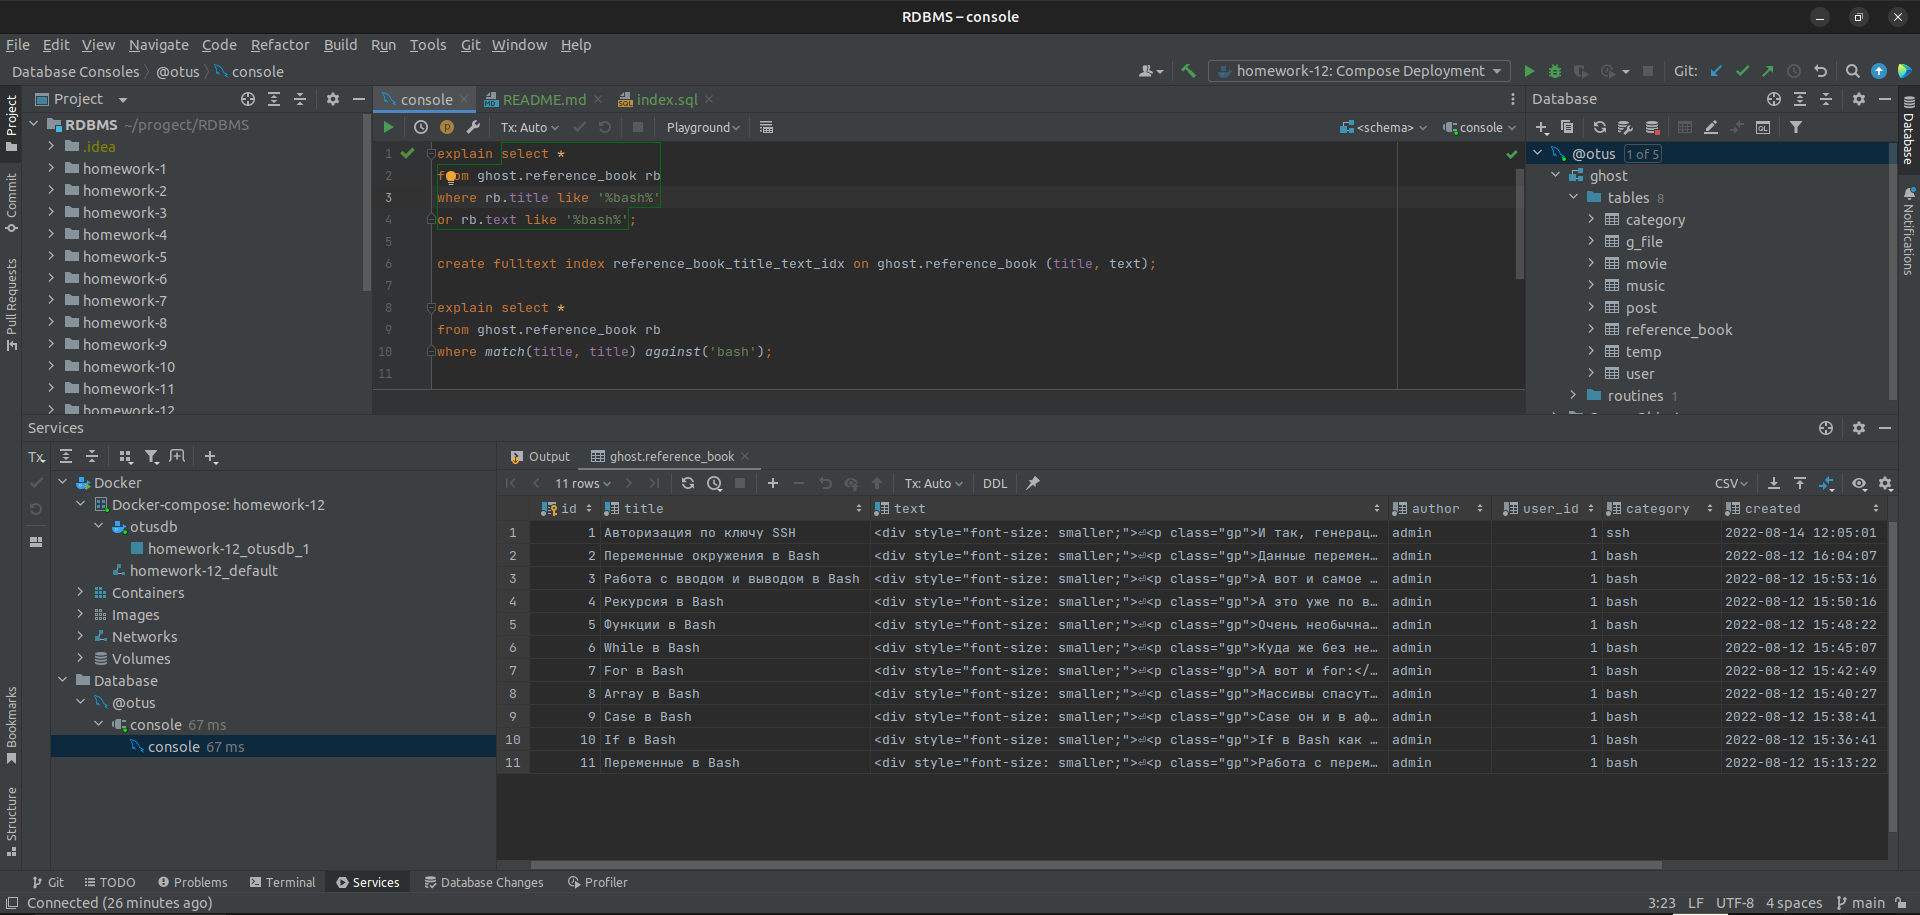 RDBMS – console
File Edit View Navigate Code Refactor Build Run Tools Git Window Help
Database Consoles @otus console
homework-12: Compose Deployment
Git:
Project
console
README.md
index.sql
Database
Tx: Auto
Playground
<schema>
console
RDBMS ~/progect/RDBMS
.idea
homework-1
homework-2
homework-3
homework-4
homework-5
homework-6
homework-7
homework-8
homework-9
homework-10
homework-11
homework-12
1 explain select *
2 from ghost.reference_book rb
3 where rb.title like '%bash%'
4 or rb.text like '%bash%';
5
6 create fulltext index reference_book_title_text_idx on ghost.reference_book (title, text);
7
8 explain select *
9 from ghost.reference_book rb
10 where match(title, title) against('bash');
11
@otus 1 of 5
ghost
tables 8
category
g_file
movie
music
post
reference_book
temp
user
routines 1
Project
Commit
Pull Requests
Bookmarks
Structure
Database
Notifications
Services
Tx
Docker
Docker-compose: homework-12
otusdb
homework-12_otusdb_1
homework-12_default
Containers
Images
Networks
Volumes
Database
@otus
console 67 ms
console 67 ms
Output
ghost.reference_book
11 rows
Tx: Auto
DDL
CSV
id title text author user_id category created
1 1 Авторизация по ключу SSH <div style="font-size: smaller;">⏎<p class="gp">И так, генерац… admin 1 ssh 2022-08-14 12:05:01
2 2 Переменные окружения в Bash <div style="font-size: smaller;">⏎<p class="gp">Данные перемен… admin 1 bash 2022-08-12 16:04:07
3 3 Работа с вводом и выводом в Bash <div style="font-size: smaller;">⏎<p class="gp">А вот и самое … admin 1 bash 2022-08-12 15:53:16
4 4 Рекурсия в Bash <div style="font-size: smaller;">⏎<p class="gp">А это уже по в… admin 1 bash 2022-08-12 15:50:16
5 5 Функции в Bash <div style="font-size: smaller;">⏎<p class="gp">Очень необычна… admin 1 bash 2022-08-12 15:48:22
6 6 While в Bash <div style="font-size: smaller;">⏎<p class="gp">Куда же без не… admin 1 bash 2022-08-12 15:45:07
7 7 For в Bash <div style="font-size: smaller;">⏎<p class="gp">А вот и for:</… admin 1 bash 2022-08-12 15:42:49
8 8 Array в Bash <div style="font-size: smaller;">⏎<p class="gp">Массивы спасут… admin 1 bash 2022-08-12 15:40:27
9 9 Case в Bash <div style="font-size: smaller;">⏎<p class="gp">Case он и в аф… admin 1 bash 2022-08-12 15:38:41
10 10 If в Bash <div style="font-size: smaller;">⏎<p class="gp">If в Bash как … admin 1 bash 2022-08-12 15:36:41
11 11 Переменные в Bash <div style="font-size: smaller;">⏎<p class="gp">Работа с перем… admin 1 bash 2022-08-12 15:13:22
Git TODO Problems Terminal Services Database Changes Profiler
Connected (26 minutes ago)
3:23 LF UTF-8 4 spaces main